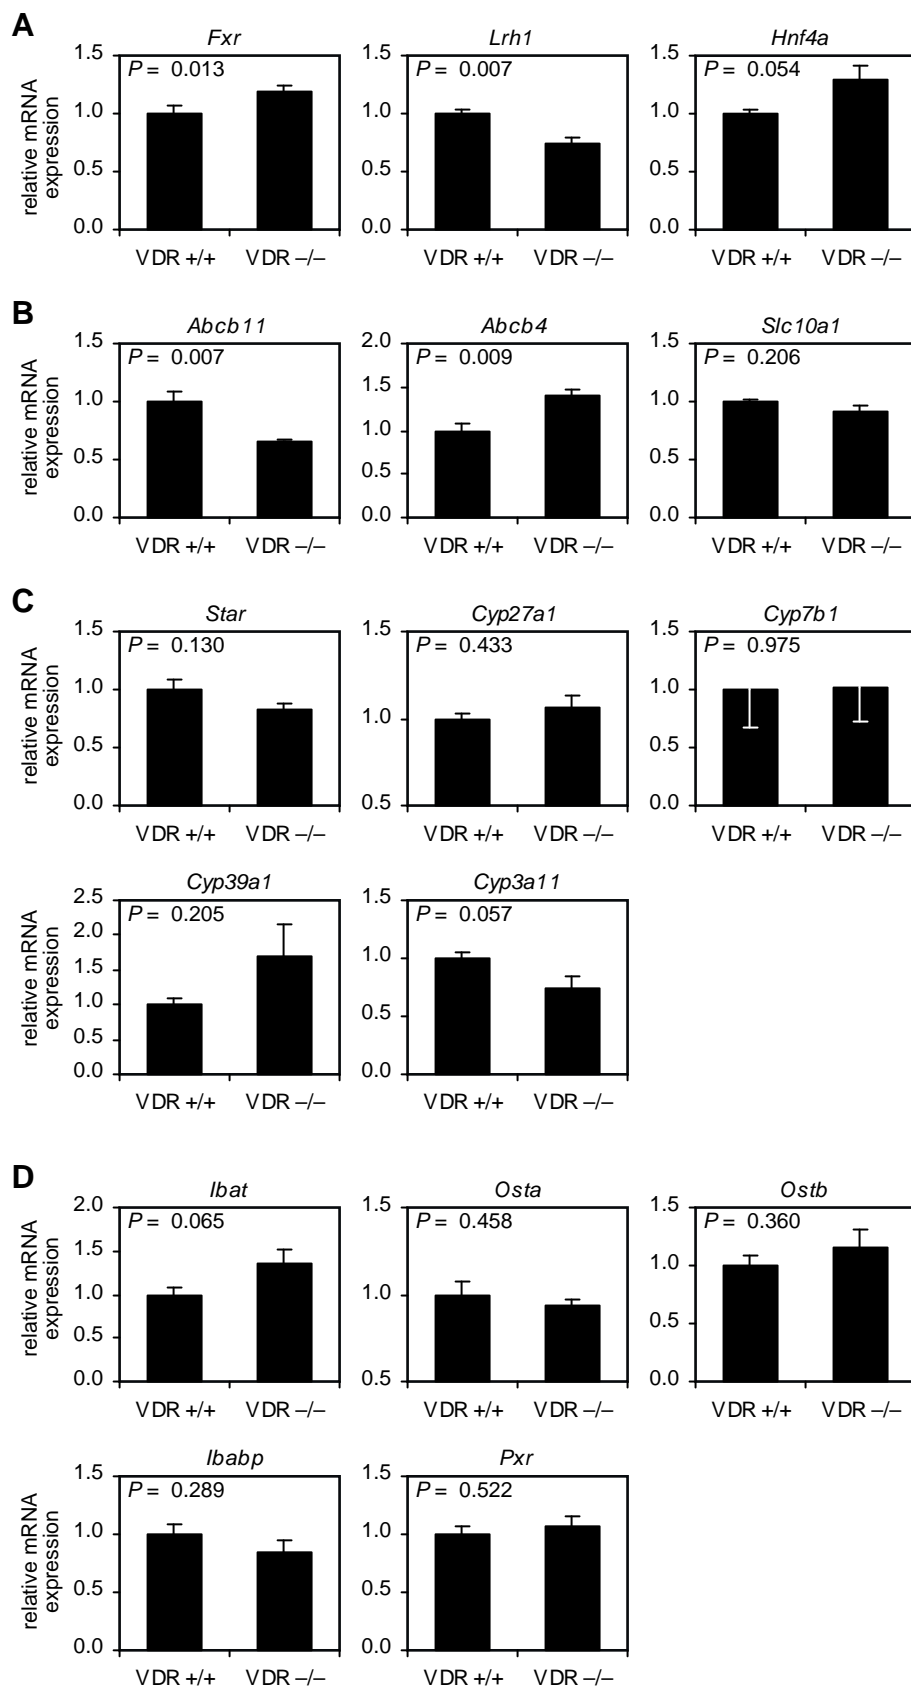 A
Fxr Lrh1 Hnf4a
relative mRNA
expression
1.5 1.0 0.5 0.0
P = 0.013
VDR +/+ VDR –/–
1.5 1.0 0.5 0.0
P = 0.007
VDR +/+ VDR –/–
1.5 1.0 0.5 0.0
P = 0.054
VDR +/+ VDR –/–
B
Abcb11 Abcb4 Slc10a1
relative mRNA
expression
1.5 1.0 0.5 0.0
P = 0.007
VDR +/+ VDR –/–
2.0 1.5 1.0 0.5 0.0
P = 0.009
VDR +/+ VDR –/–
1.5 1.0 0.5 0.0
P = 0.206
VDR +/+ VDR –/–
C
Star Cyp27a1 Cyp7b1
relative mRNA
expression
1.5 1.0 0.5 0.0
P = 0.130
VDR +/+ VDR –/–
1.5 1.0 0.5
P = 0.433
VDR +/+ VDR –/–
1.5 1.0 0.5 0.0
P = 0.975
VDR +/+ VDR –/–
Cyp39a1 Cyp3a11
relative mRNA
expression
2.5 2.0 1.5 1.0 0.5 0.0
P = 0.205
VDR +/+ VDR –/–
1.5 1.0 0.5 0.0
P = 0.057
VDR +/+ VDR –/–
D
Ibat Osta Ostb
relative mRNA
expression
2.0 1.5 1.0 0.5 0.0
P = 0.065
VDR +/+ VDR –/–
1.5 1.0 0.5
P = 0.458
VDR +/+ VDR –/–
1.5 1.0 0.5 0.0
P = 0.360
VDR +/+ VDR –/–
Ibabp Pxr
relative mRNA
expression
1.5 1.0 0.5 0.0
P = 0.289
VDR +/+ VDR –/–
1.5 1.0 0.5 0.0
P = 0.522
VDR +/+ VDR –/–